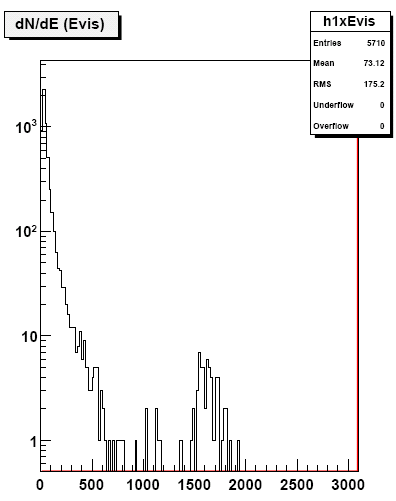 dN/dE (Evis)
h1xEvis
Entries 5710
Mean 73.12
RMS 175.2
Underflow 0
Overflow 0
10³
10²
10
1
0 500 1000 1500 2000 2500 3000